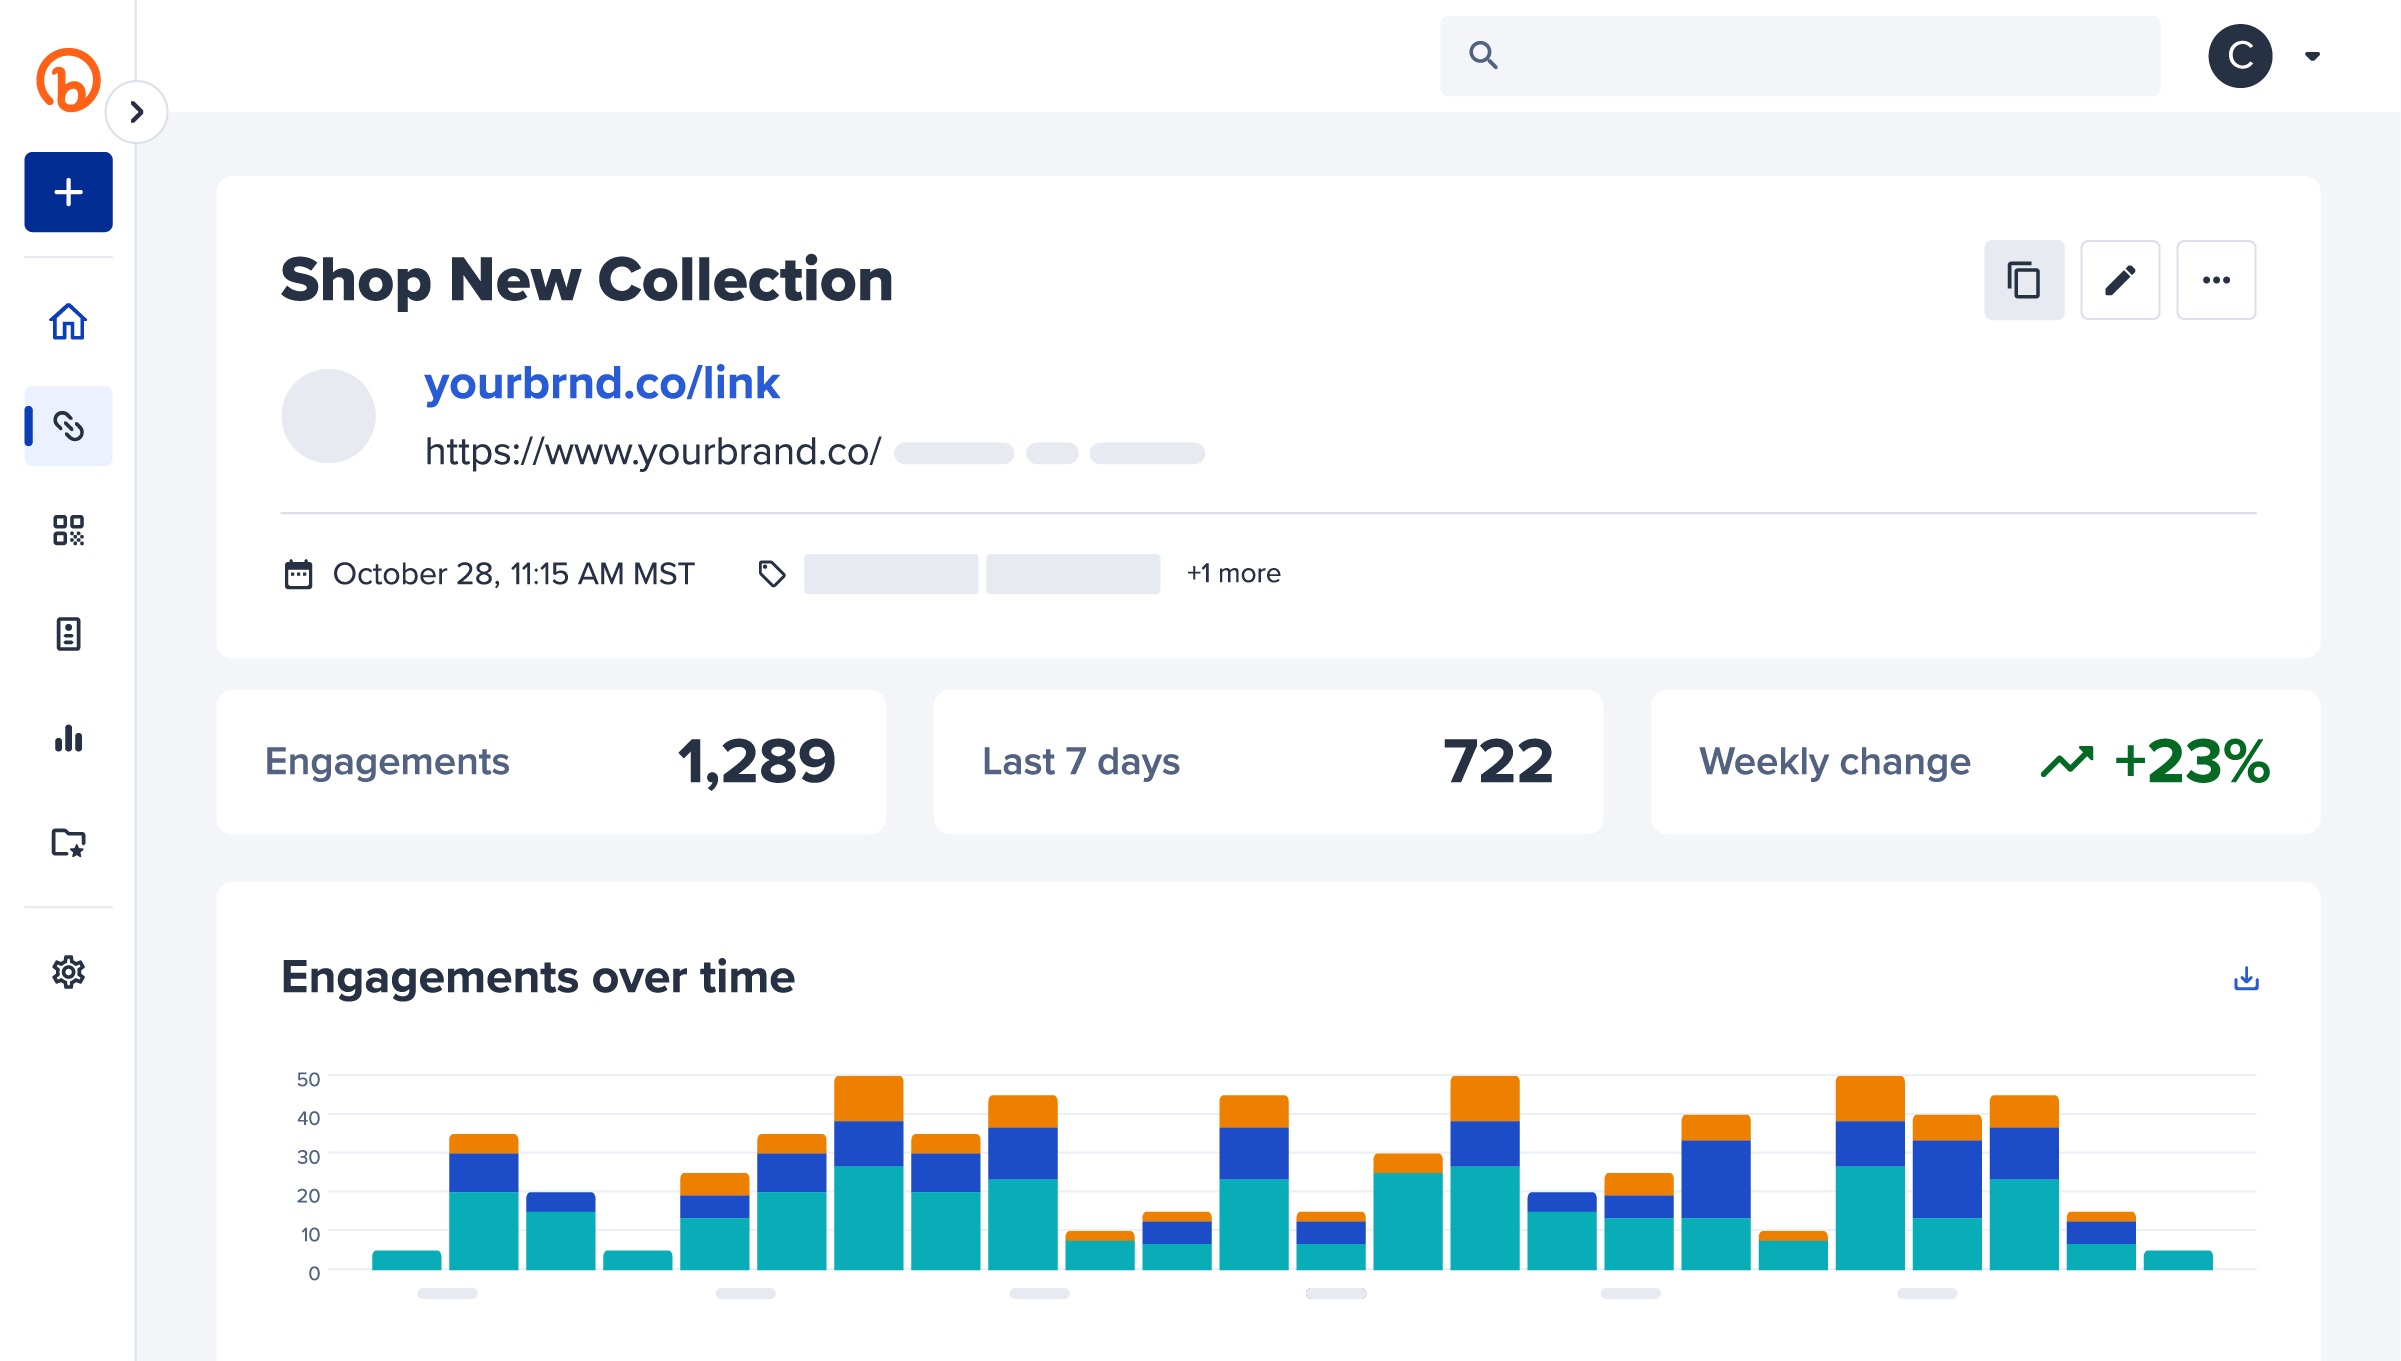 C
Shop New Collection
yourbrnd.co/link
https://www.yourbrand.co/
October 28, 11:15 AM MST
+1 more
Engagements 1,289
Last 7 days 722
Weekly change +23%
Engagements over time
50
40
30
20
10
0